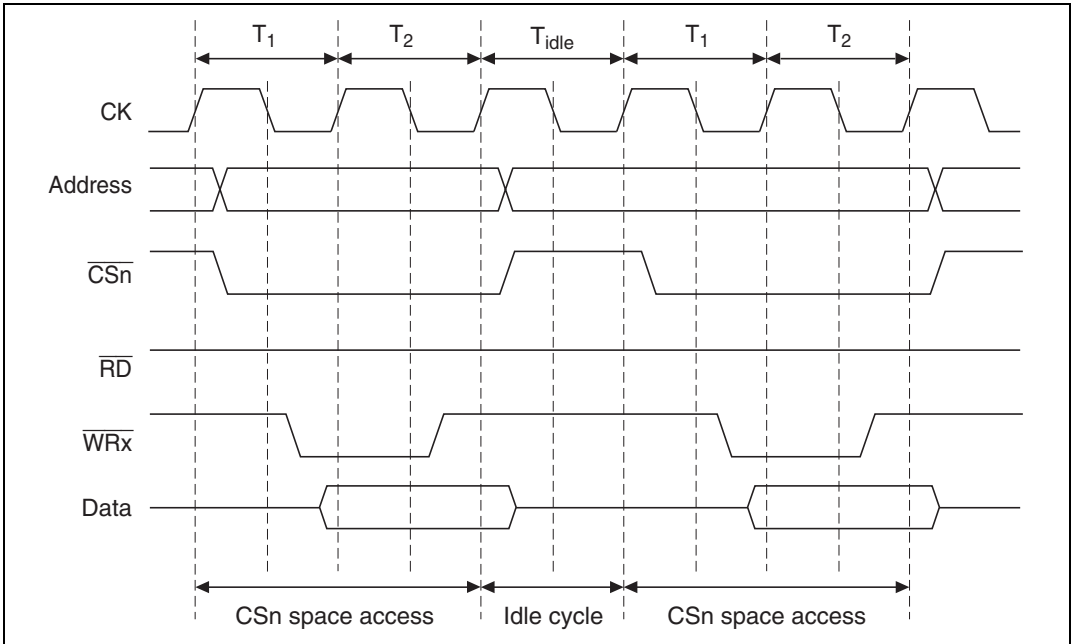 T1 T2 Tidle T1 T2
CK
Address
CSn
RD
WRx
Data
CSn space access Idle cycle CSn space access